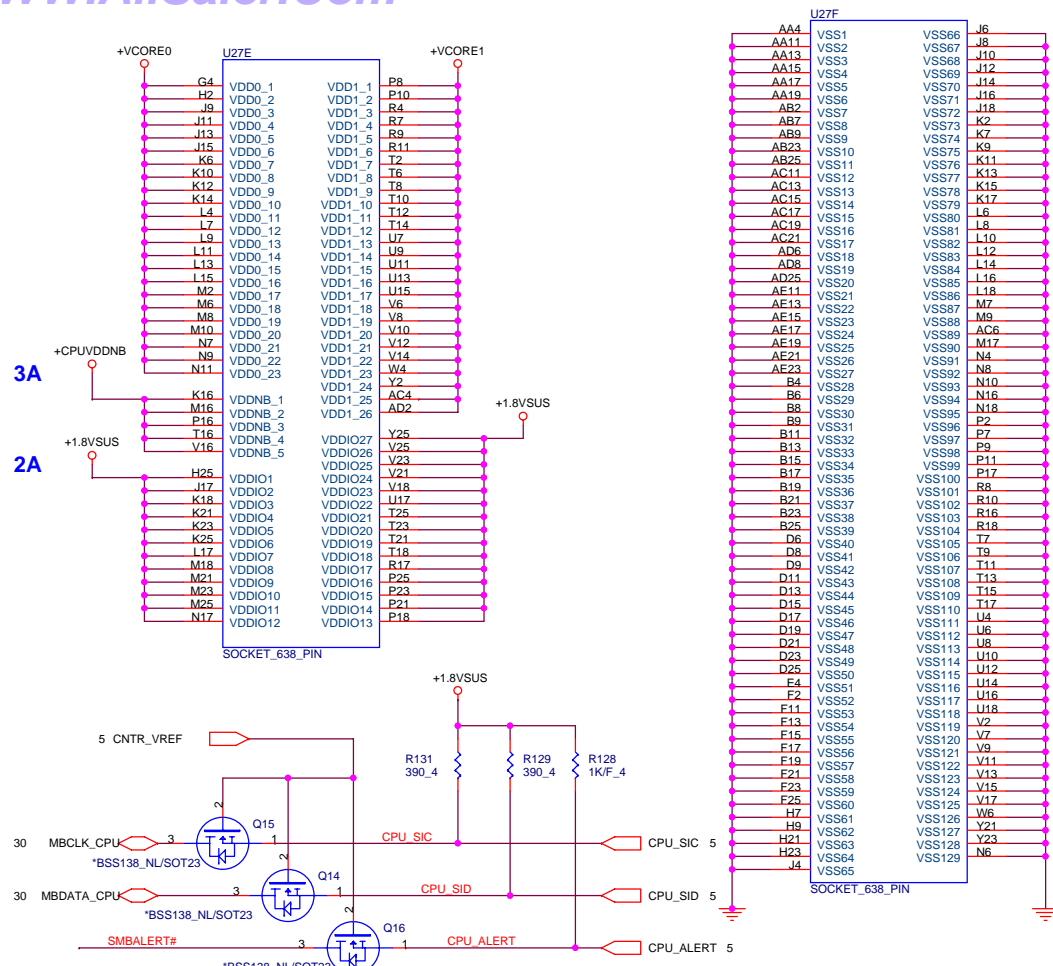 WWW.AliSaler.Com
U27E
+VCORE0
+VCORE1
G4 VDD0_1 VDD1_1 P8
H2 VDD0_2 VDD1_2 P10
J9 VDD0_3 VDD1_3 R4
J11 VDD0_4 VDD1_4 R7
J13 VDD0_5 VDD1_5 R9
J15 VDD0_6 VDD1_6 R11
K6 VDD0_7 VDD1_7 T2
K10 VDD0_8 VDD1_8 T6
K12 VDD0_9 VDD1_9 T8
K14 VDD0_10 VDD1_10 T10
L4 VDD0_11 VDD1_11 T12
L7 VDD0_12 VDD1_12 T14
L9 VDD0_13 VDD1_13 U7
L11 VDD0_14 VDD1_14 U9
L13 VDD0_15 VDD1_15 U11
L15 VDD0_16 VDD1_16 U13
M2 VDD0_17 VDD1_17 U15
M6 VDD0_18 VDD1_18 V6
M8 VDD0_19 VDD1_19 V8
M10 VDD0_20 VDD1_20 V10
N7 VDD0_21 VDD1_21 V12
N9 VDD0_22 VDD1_22 V14
N11 VDD0_23 VDD1_23 W4
VDD1_24 Y2
+CPUVDDNB
3A
K16 VDDNB_1 VDD1_25 AC4
M16 VDDNB_2 VDD1_26 AD2
P16 VDDNB_3
T16 VDDNB_4
V16 VDDNB_5
+1.8VSUS
VDDIO27 Y25
VDDIO26 V25
VDDIO25 V23
+1.8VSUS
2A
H25 VDDIO1 VDDIO24 V21
J17 VDDIO2 VDDIO23 V18
K18 VDDIO3 VDDIO22 U17
K21 VDDIO4 VDDIO21 T25
K23 VDDIO5 VDDIO20 T23
K25 VDDIO6 VDDIO19 T21
L17 VDDIO7 VDDIO18 T18
M18 VDDIO8 VDDIO17 R17
M21 VDDIO9 VDDIO16 P25
M23 VDDIO10 VDDIO15 P23
M25 VDDIO11 VDDIO14 P21
N17 VDDIO12 VDDIO13 P18
SOCKET_638_PIN
U27F
AA4 VSS1 VSS66 J6
AA11 VSS2 VSS67 J8
AA13 VSS3 VSS68 J10
AA15 VSS4 VSS69 J12
AA17 VSS5 VSS70 J14
AA19 VSS6 VSS71 J16
AB2 VSS7 VSS72 J18
AB7 VSS8 VSS73 K2
AB9 VSS9 VSS74 K7
AB23 VSS10 VSS75 K9
AB25 VSS11 VSS76 K11
AC11 VSS12 VSS77 K13
AC13 VSS13 VSS78 K15
AC15 VSS14 VSS79 K17
AC17 VSS15 VSS80 L6
AC19 VSS16 VSS81 L8
AC21 VSS17 VSS82 L10
AD6 VSS18 VSS83 L12
AD8 VSS19 VSS84 L14
AD25 VSS20 VSS85 L16
AE11 VSS21 VSS86 L18
AE13 VSS22 VSS87 M7
AE15 VSS23 VSS88 M9
AE17 VSS24 VSS89 AC6
AE19 VSS25 VSS90 M17
AE21 VSS26 VSS91 N4
AE23 VSS27 VSS92 N8
B4 VSS28 VSS93 N10
B6 VSS29 VSS94 N16
B8 VSS30 VSS95 N18
B9 VSS31 VSS96 P2
B11 VSS32 VSS97 P7
B13 VSS33 VSS98 P9
B15 VSS34 VSS99 P11
B17 VSS35 VSS100 P17
B19 VSS36 VSS101 R8
B21 VSS37 VSS102 R10
B23 VSS38 VSS103 R16
B25 VSS39 VSS104 R18
D6 VSS40 VSS105 T7
D8 VSS41 VSS106 T9
D9 VSS42 VSS107 T11
D11 VSS43 VSS108 T13
D13 VSS44 VSS109 T15
D15 VSS45 VSS110 T17
D17 VSS46 VSS111 U4
D19 VSS47 VSS112 U6
D21 VSS48 VSS113 U8
D23 VSS49 VSS114 U10
D25 VSS50 VSS115 U12
E4 VSS51 VSS116 U14
F2 VSS52 VSS117 U16
F11 VSS53 VSS118 U18
F13 VSS54 VSS119 V2
F15 VSS55 VSS120 V7
F17 VSS56 VSS121 V9
F19 VSS57 VSS122 V11
F21 VSS58 VSS123 V13
F23 VSS59 VSS124 V15
F25 VSS60 VSS125 V17
H7 VSS61 VSS126 W6
H9 VSS62 VSS127 Y21
H21 VSS63 VSS128 Y23
H23 VSS64 VSS129 N6
J4 VSS65
SOCKET_638_PIN
+1.8VSUS
5 CNTR_VREF
R131
390_4
R129
390_4
R128
1K/F_4
2
Q15
30 MBCLK_CPU 3 1 CPU_SIC CPU_SIC 5
*BSS138_NL/SOT23
2
Q14
30 MBDATA_CPU 3 1 CPU_SID CPU_SID 5
*BSS138_NL/SOT23
2
Q16
SMBALERT# 3 1 CPU_ALERT CPU_ALERT 5
*BSS138_NL/SOT23